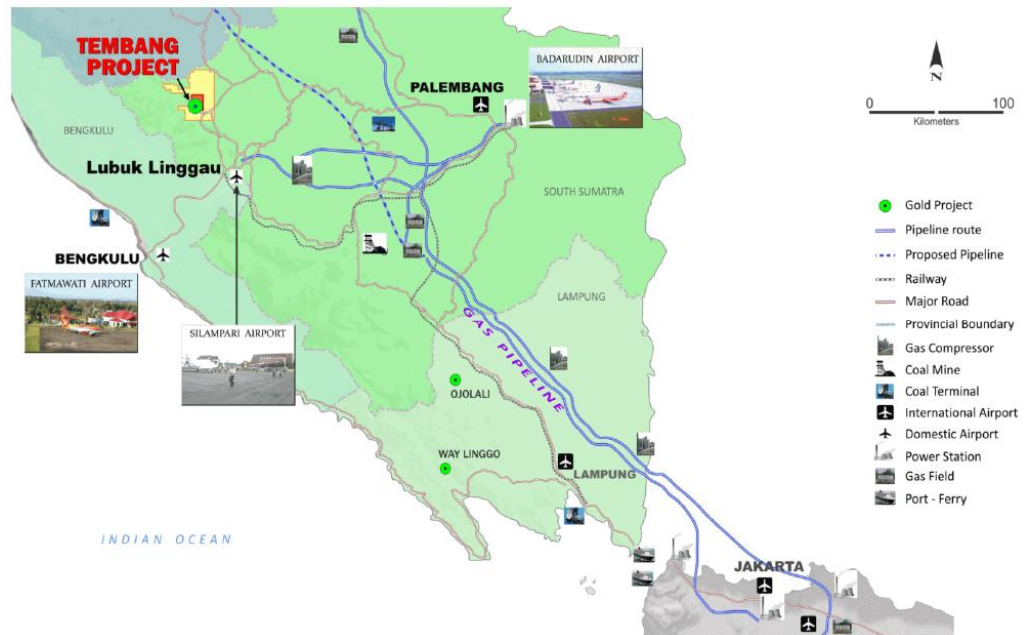 TEMBANG
PROJECT
BADARUDIN AIRPORT
PALEMBANG
N
0
100
Kilometers
BENGKULU
Lubuk Linggau
SOUTH SUMATRA
BENGKULU
FATMAWATI AIRPORT
SILAMPARI AIRPORT
LAMPUNG
GAS PIPELINE
OJOLALI
WAY LINGGO
LAMPUNG
INDIAN OCEAN
JAKARTA
Gold Project
Pipeline route
Proposed Pipeline
Railway
Major Road
Provincial Boundary
Gas Compressor
Coal Mine
Coal Terminal
International Airport
Domestic Airport
Power Station
Gas Field
Port - Ferry